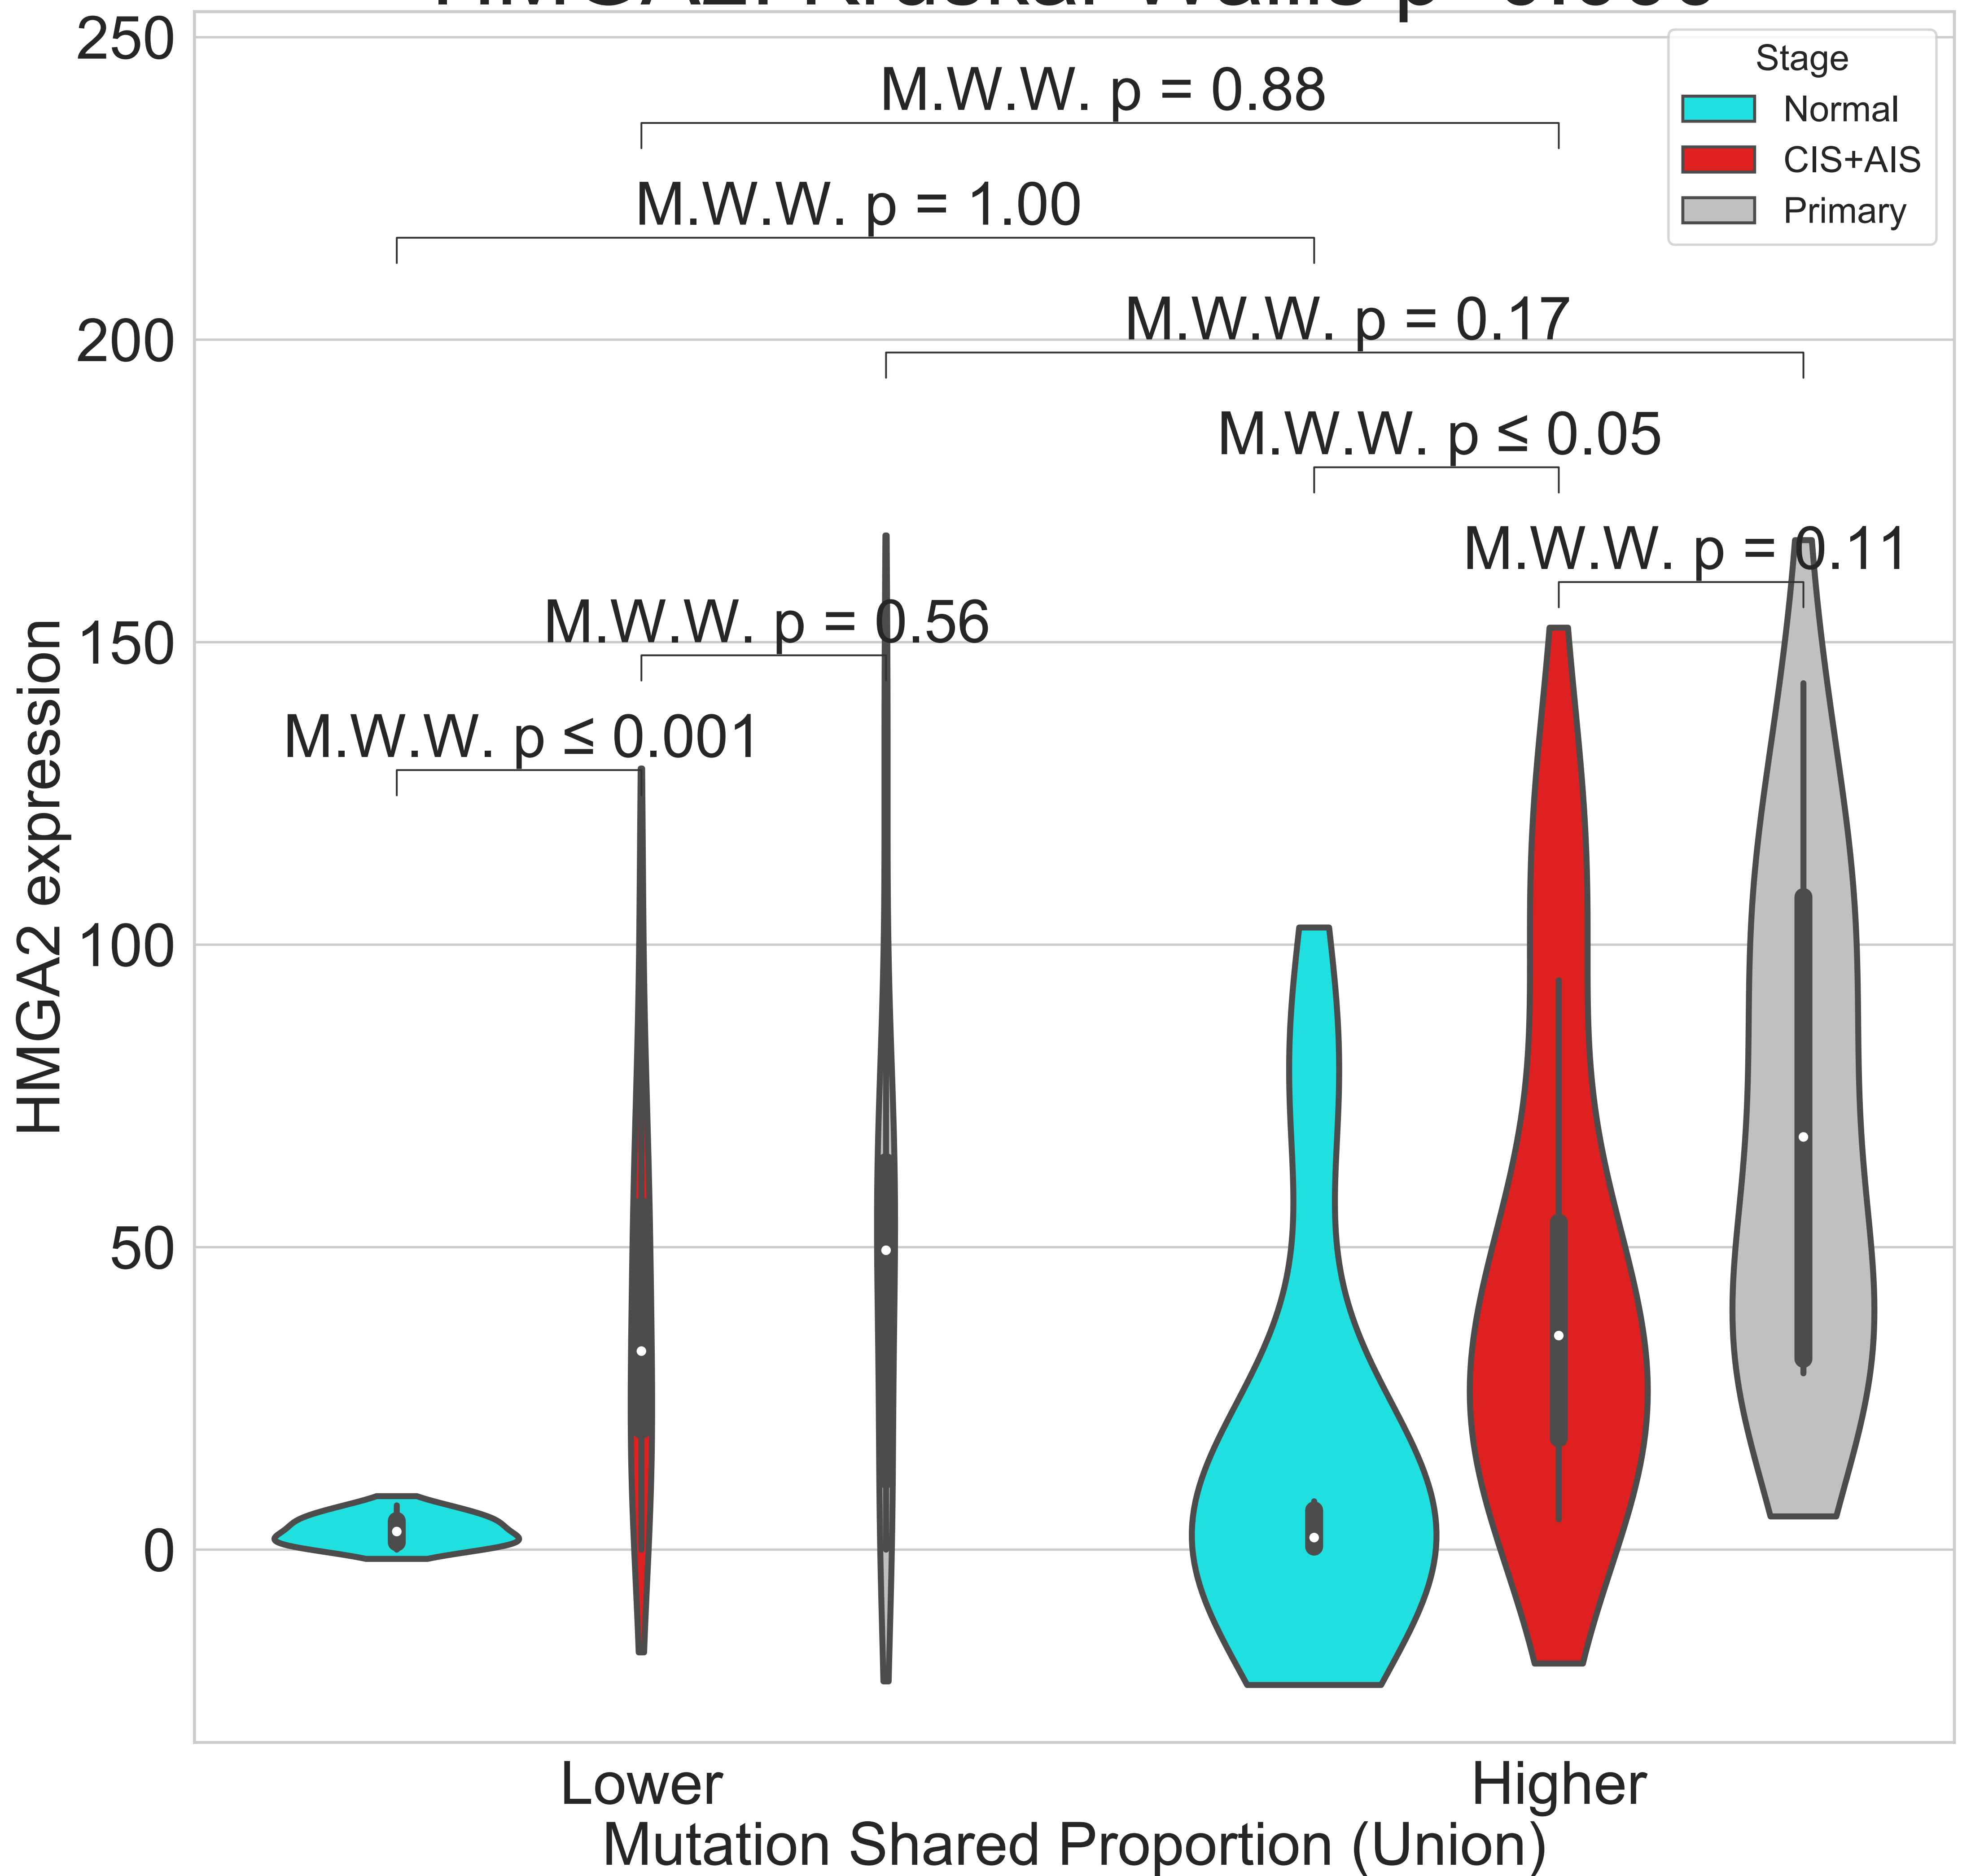 250
200
150
100
50
0
HMGA2 expression
M.W.W. p = 0.88
M.W.W. p = 1.00
M.W.W. p = 0.17
M.W.W. p ≤ 0.05
M.W.W. p = 0.11
M.W.W. p = 0.56
M.W.W. p ≤ 0.001
Stage
Normal
CIS+AIS
Primary
Lower
Higher
Mutation Shared Proportion (Union)